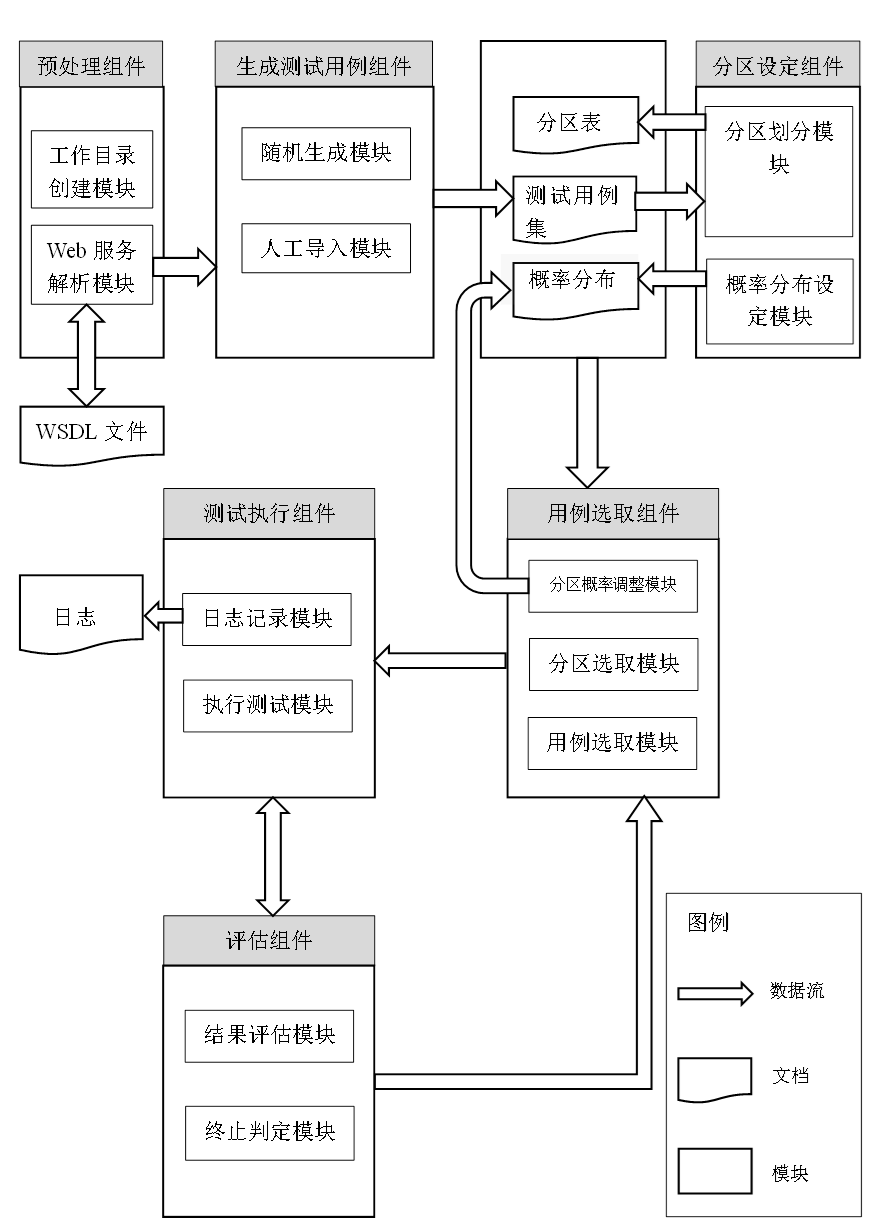 预处理组件
工作目录
创建模块
Web 服务
解析模块
WSDL 文件
生成测试用例组件
随机生成模块
人工导入模块
分区表
测试用例
集
概率分布
分区设定组件
分区划分模
块
概率分布设
定模块
测试执行组件
日志记录模块
执行测试模块
日志
用例选取组件
分区概率调整模块
分区选取模块
用例选取模块
评估组件
结果评估模块
终止判定模块
图例
数据流
文档
模块